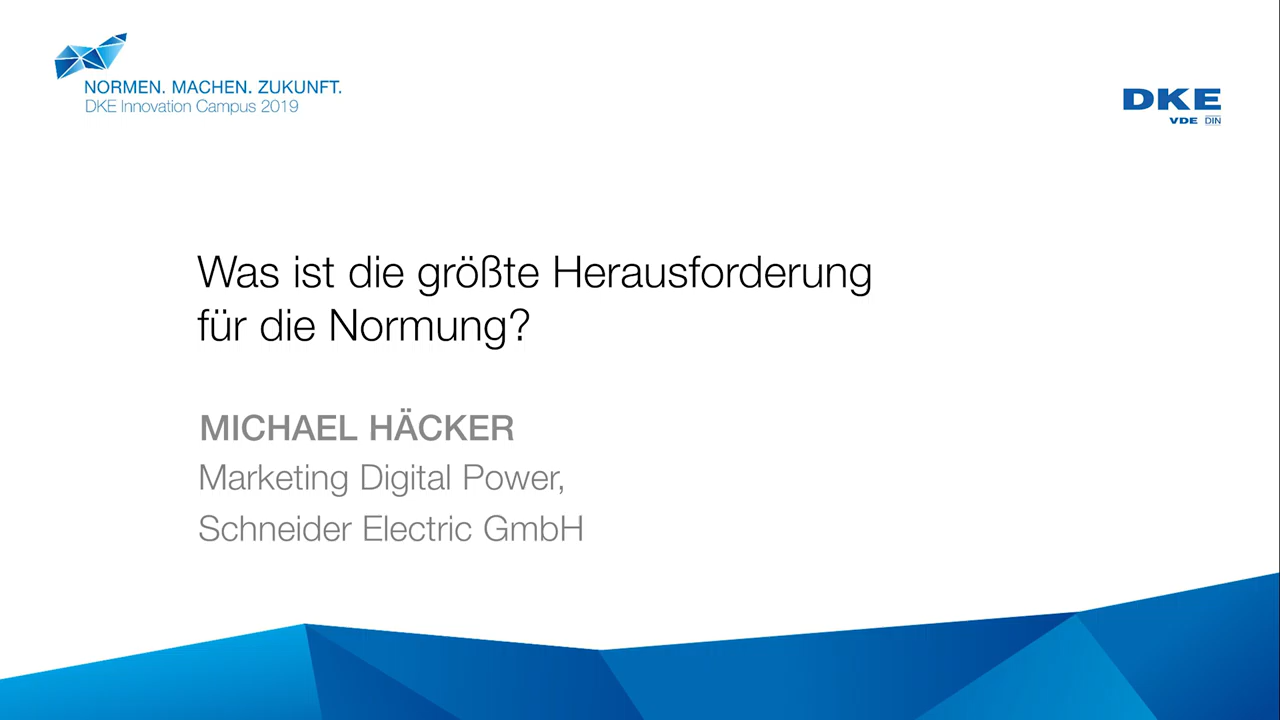 NORMEN. MACHEN. ZUKUNFT.
DKE Innovation Campus 2019
DKE
VDE DIN
Was ist die größte Herausforderung
für die Normung?
MICHAEL HÄCKER
Marketing Digital Power,
Schneider Electric GmbH